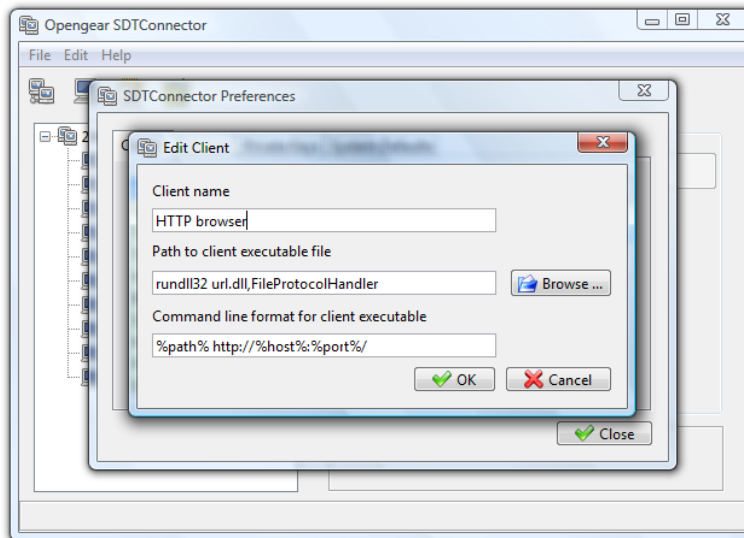 Opengear SDTConnector
File Edit Help
SDTConnector Preferences
Edit Client
Client name
HTTP browser
Path to client executable file
rundll32 url.dll,FileProtocolHandler
Browse ...
Command line format for client executable
%path% http://%host%:%port%/
OK
Cancel
Close